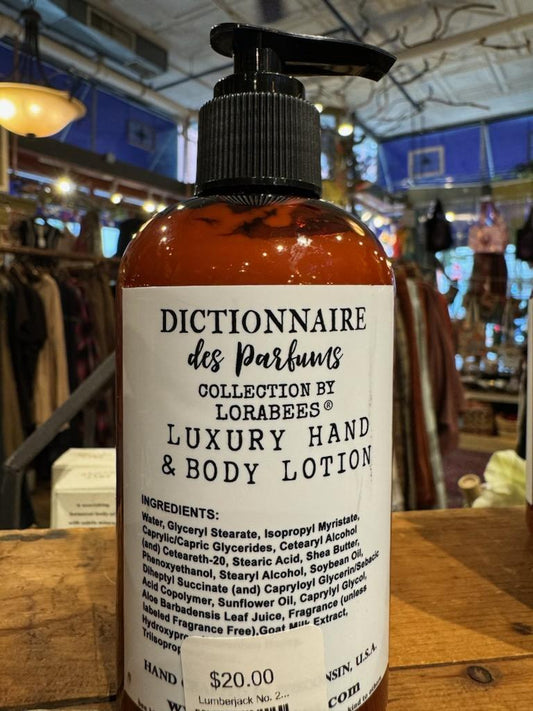 DICTIONNAIRE
des Parfums
COLLECTION BY
LORABEES®
LUXURY HAND
& BODY LOTION
INGREDIENTS:
Water, Glyceryl Stearate, Isopropyl Myristate,
Caprylic/Capric Glycerides, Cetearyl Alcohol
(and) Ceteareth-20, Stearic Acid, Shea Butter,
Phenoxyethanol, Stearyl Alcohol, Soybean Oil,
Diheptyl Succinate (and) Capryloyl Glycerin/Sebacic
Acid Copolymer, Sunflower Oil, Caprylyl Glycol,
Aloe Barbadensis Leaf Juice, Fragrance (unless
labeled Fragrance Free), Goat Milk Extract,
HAND
U.S.A.
$20.00
Lumberjack No. 2...